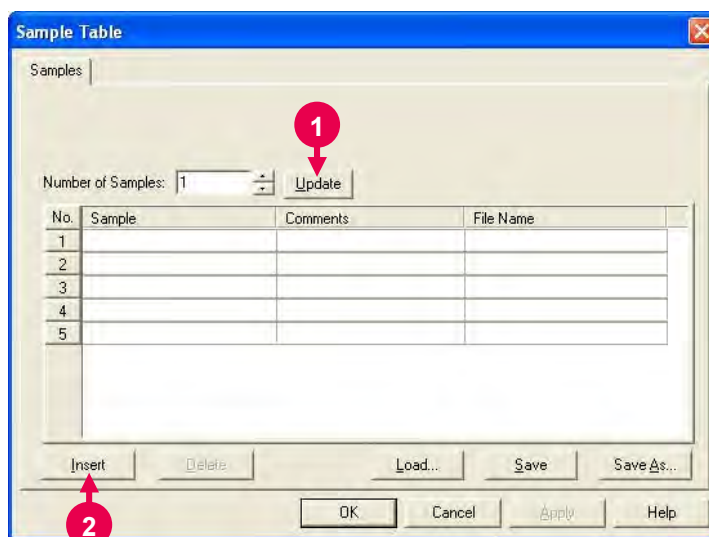 Sample Table
Samples
1
Number of Samples: 1 Update
No. Sample Comments File Name
1
2
3
4
5
Insert Delete Load... Save Save As...
2
OK Cancel Apply Help